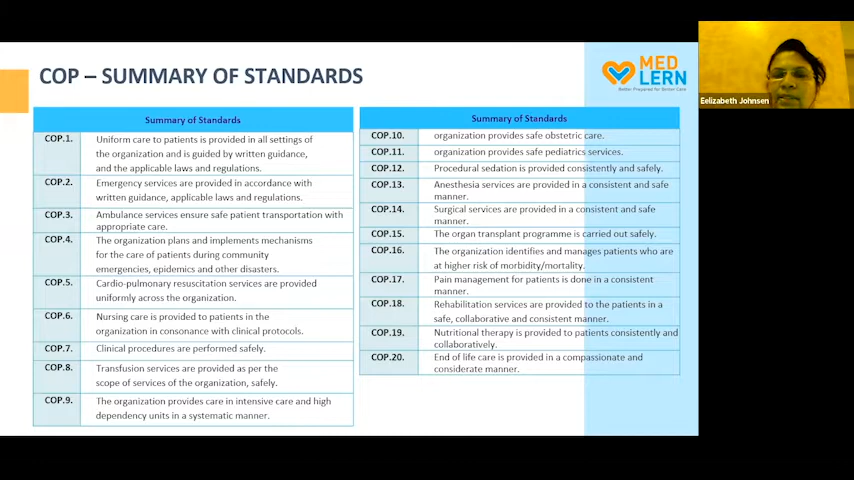 COP – SUMMARY OF STANDARDS
MED
LERN
Better Prepared for Better Care
Eelizabeth Johnsen
Summary of Standards
COP.1. Uniform care to patients is provided in all settings of
the organization and is guided by written guidance,
and the applicable laws and regulations.
COP.2. Emergency services are provided in accordance with
written guidance, applicable laws and regulations.
COP.3. Ambulance services ensure safe patient transportation with
appropriate care.
COP.4. The organization plans and implements mechanisms
for the care of patients during community
emergencies, epidemics and other disasters.
COP.5. Cardio-pulmonary resuscitation services are provided
uniformly across the organization.
COP.6. Nursing care is provided to patients in the
organization in consonance with clinical protocols.
COP.7. Clinical procedures are performed safely.
COP.8. Transfusion services are provided as per the
scope of services of the organization, safely.
COP.9. The organization provides care in intensive care and high
dependency units in a systematic manner.
Summary of Standards
COP.10. organization provides safe obstetric care.
COP.11. organization provides safe pediatrics services.
COP.12. Procedural sedation is provided consistently and safely.
COP.13. Anesthesia services are provided in a consistent and safe
manner.
COP.14. Surgical services are provided in a consistent and safe
manner.
COP.15. The organ transplant programme is carried out safely.
COP.16. The organization identifies and manages patients who are
at higher risk of morbidity/mortality.
COP.17. Pain management for patients is done in a consistent
manner.
COP.18. Rehabilitation services are provided to the patients in a
safe, collaborative and consistent manner.
COP.19. Nutritional therapy is provided to patients consistently and
collaboratively.
COP.20. End of life care is provided in a compassionate and
considerate manner.